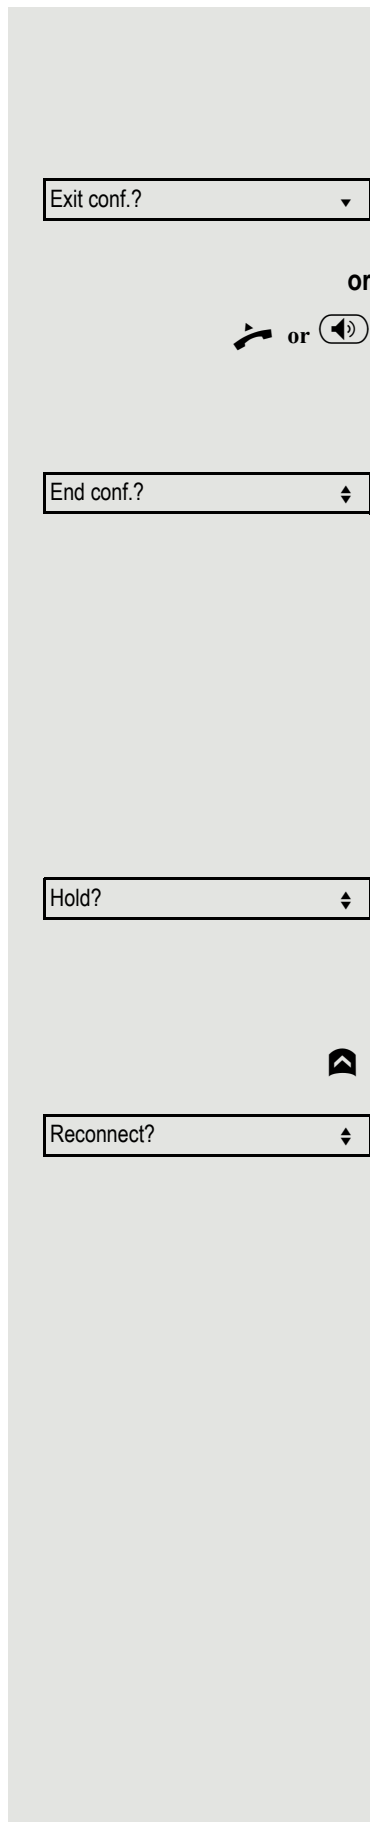 Exit conf.?
or
or
End conf.?
Hold?
Reconnect?